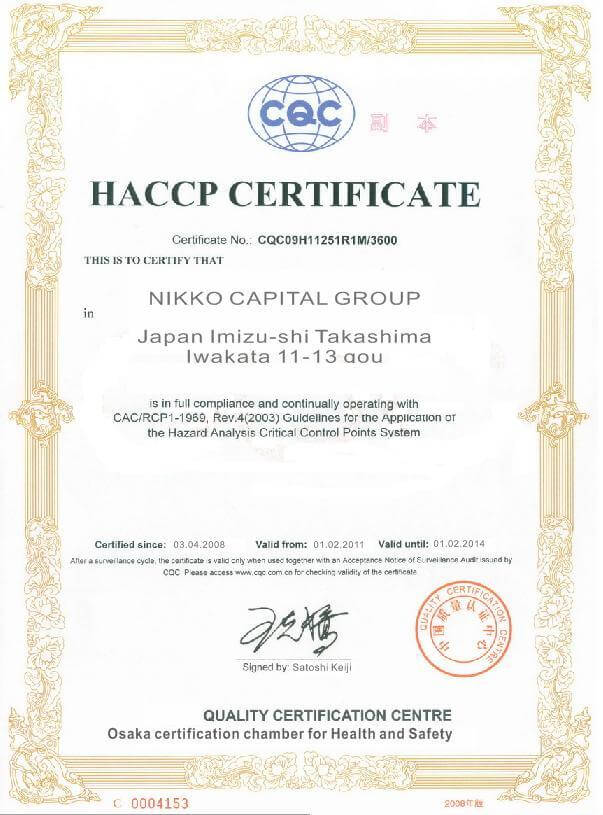 CQC
副 本
HACCP CERTIFICATE
Certificate No.: CQC09H11251R1M/3600
THIS IS TO CERTIFY THAT
NIKKO CAPITAL GROUP
in
Japan Imizu-shi Takashima
Iwakata 11-13 gou
is in full compliance and continually operating with
CAC/RCP1-1969, Rev.4(2003) Guidelines for the Application of
the Hazard Analysis Critical Control Points System
Certified since: 03.04.2008 Valid from: 01.02.2011 Valid until: 01.02.2014
After a surveillance cycle, the certificate is valid only when used together with an Acceptance Notice of Surveillance Audit issued by
CQC. Please access www.cqc.com.cn for checking validity of the certificate.
Signed by: Satoshi Keiji
QUALITY CERTIFICATION CENTRE
中国质量认证中心
QUALITY CERTIFICATION CENTRE
Osaka certification chamber for Health and Safety
C 0004153
2008年版